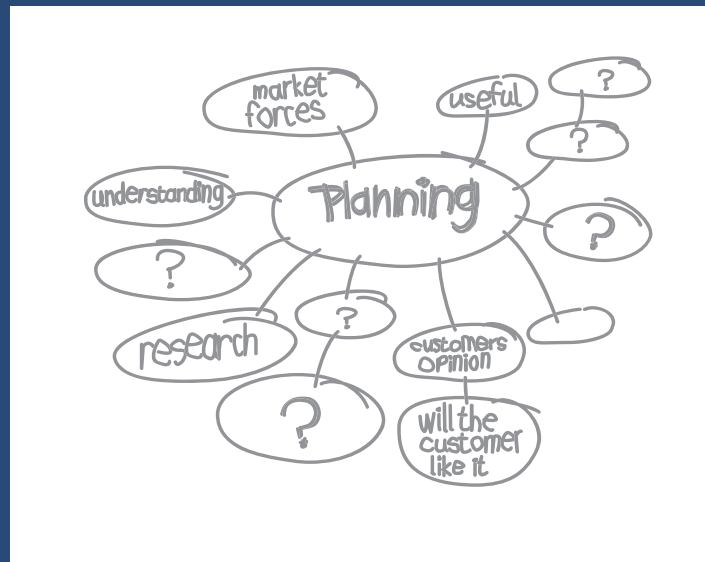 market
forces
useful
?
?
Planning
understanding
?
?
research
?
customers
opinion
?
will the
customer
like it